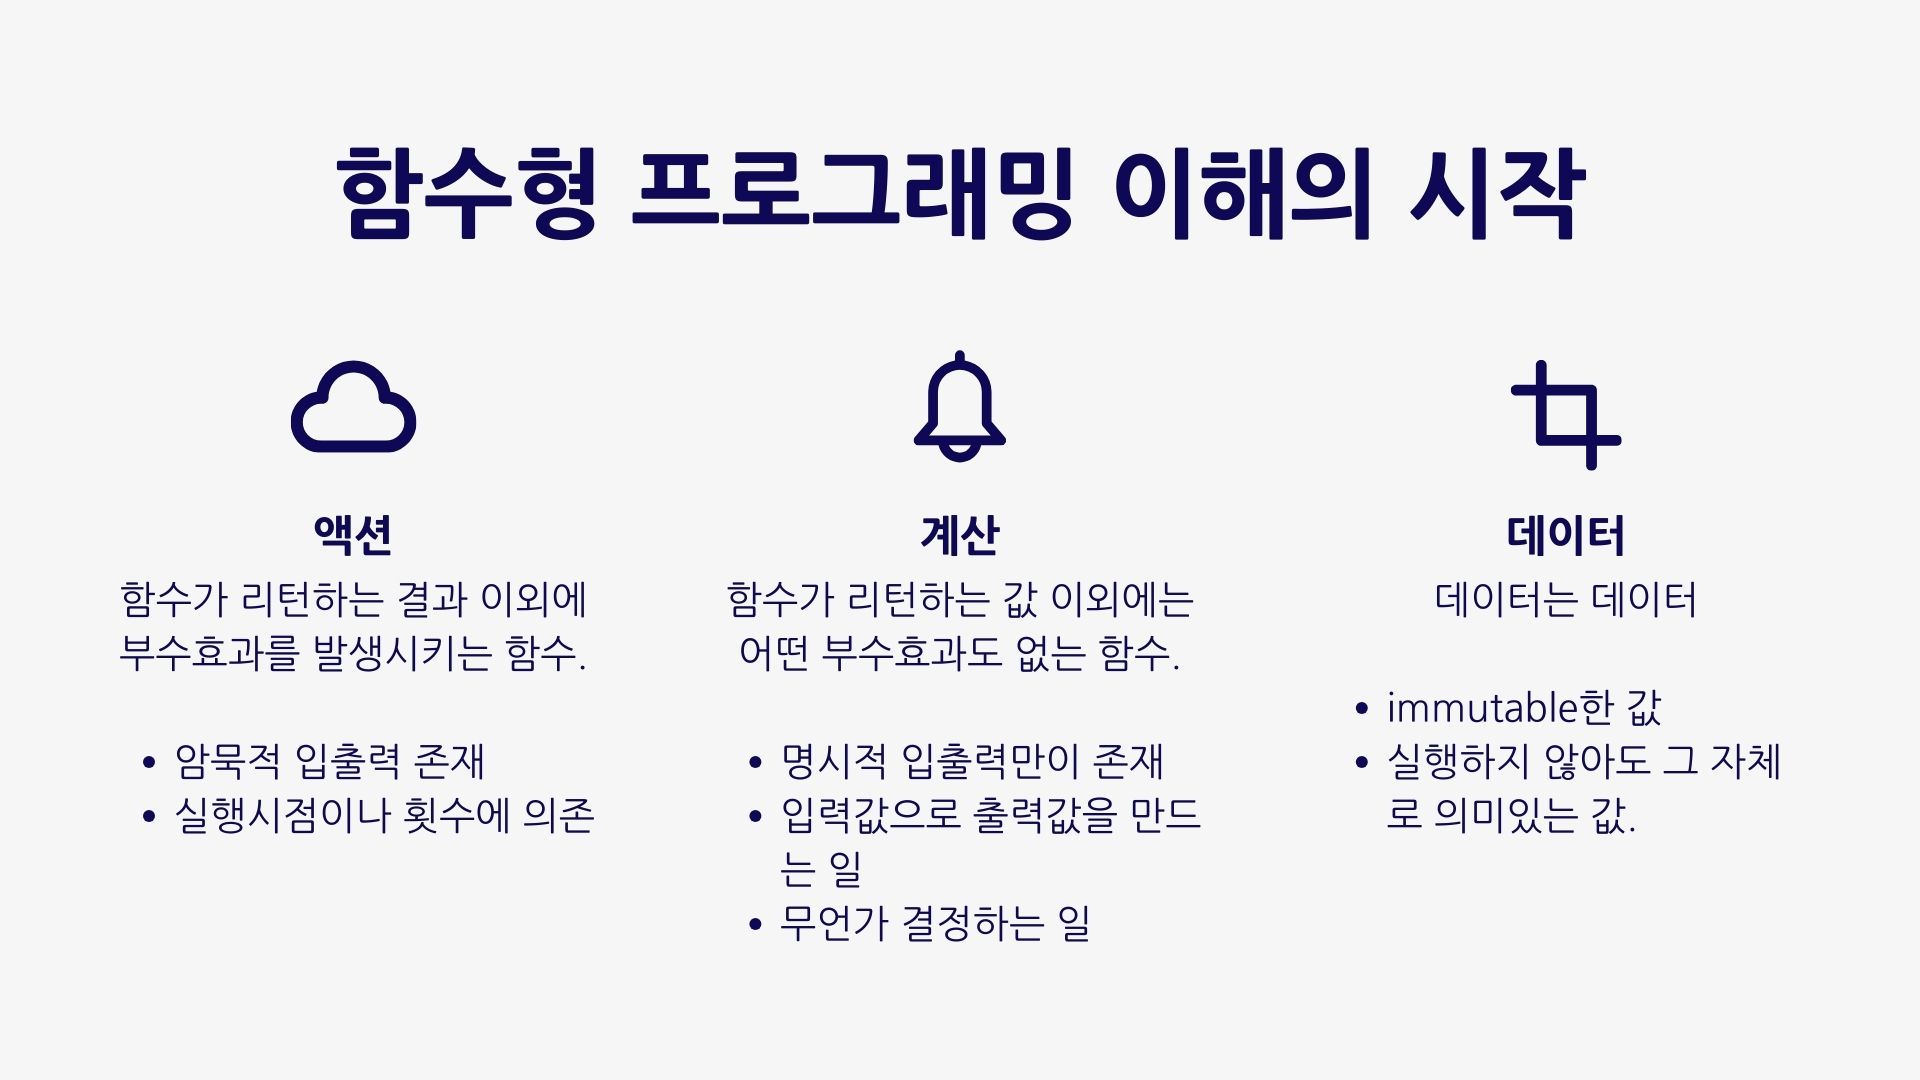 함수형 프로그래밍 이해의 시작
액션
함수가 리턴하는 결과 이외에
부수효과를 발생시키는 함수.
• 암묵적 입출력 존재
• 실행시점이나 횟수에 의존
계산
함수가 리턴하는 값 이외에는
어떤 부수효과도 없는 함수.
• 명시적 입출력만이 존재
• 입력값으로 출력값을 만드
는 일
• 무언가 결정하는 일
데이터
데이터는 데이터
• immutable한 값
• 실행하지 않아도 그 자체
로 의미있는 값.